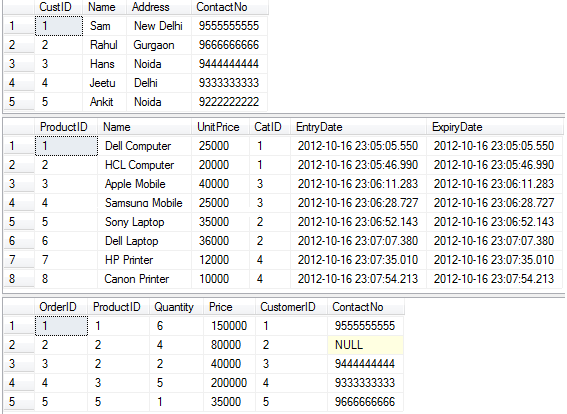 CustID Name Address ContactNo
1 1 Sam New Delhi 9555555555
2 2 Rahul Gurgaon 9666666666
3 3 Hans Noida 9444444444
4 4 Jeetu Delhi 9333333333
5 5 Ankit Noida 9222222222
ProductID Name UnitPrice CatID EntryDate ExpiryDate
1 1 Dell Computer 25000 1 2012-10-16 23:05:05.550 2012-10-16 23:05:05.550
2 2 HCL Computer 20000 1 2012-10-16 23:05:46.990 2012-10-16 23:05:46.990
3 3 Apple Mobile 40000 3 2012-10-16 23:06:11.283 2012-10-16 23:06:11.283
4 4 Samsung Mobile 25000 3 2012-10-16 23:06:28.727 2012-10-16 23:06:28.727
5 5 Sony Laptop 35000 2 2012-10-16 23:06:52.143 2012-10-16 23:06:52.143
6 6 Dell Laptop 36000 2 2012-10-16 23:07:07.380 2012-10-16 23:07:07.380
7 7 HP Printer 12000 4 2012-10-16 23:07:35.010 2012-10-16 23:07:35.010
8 8 Canon Printer 10000 4 2012-10-16 23:07:54.213 2012-10-16 23:07:54.213
OrderID ProductID Quantity Price CustomerID ContactNo
1 1 1 6 150000 1 9555555555
2 2 2 4 80000 2 NULL
3 3 2 2 40000 3 9444444444
4 4 3 5 200000 4 9333333333
5 5 5 1 35000 5 9666666666